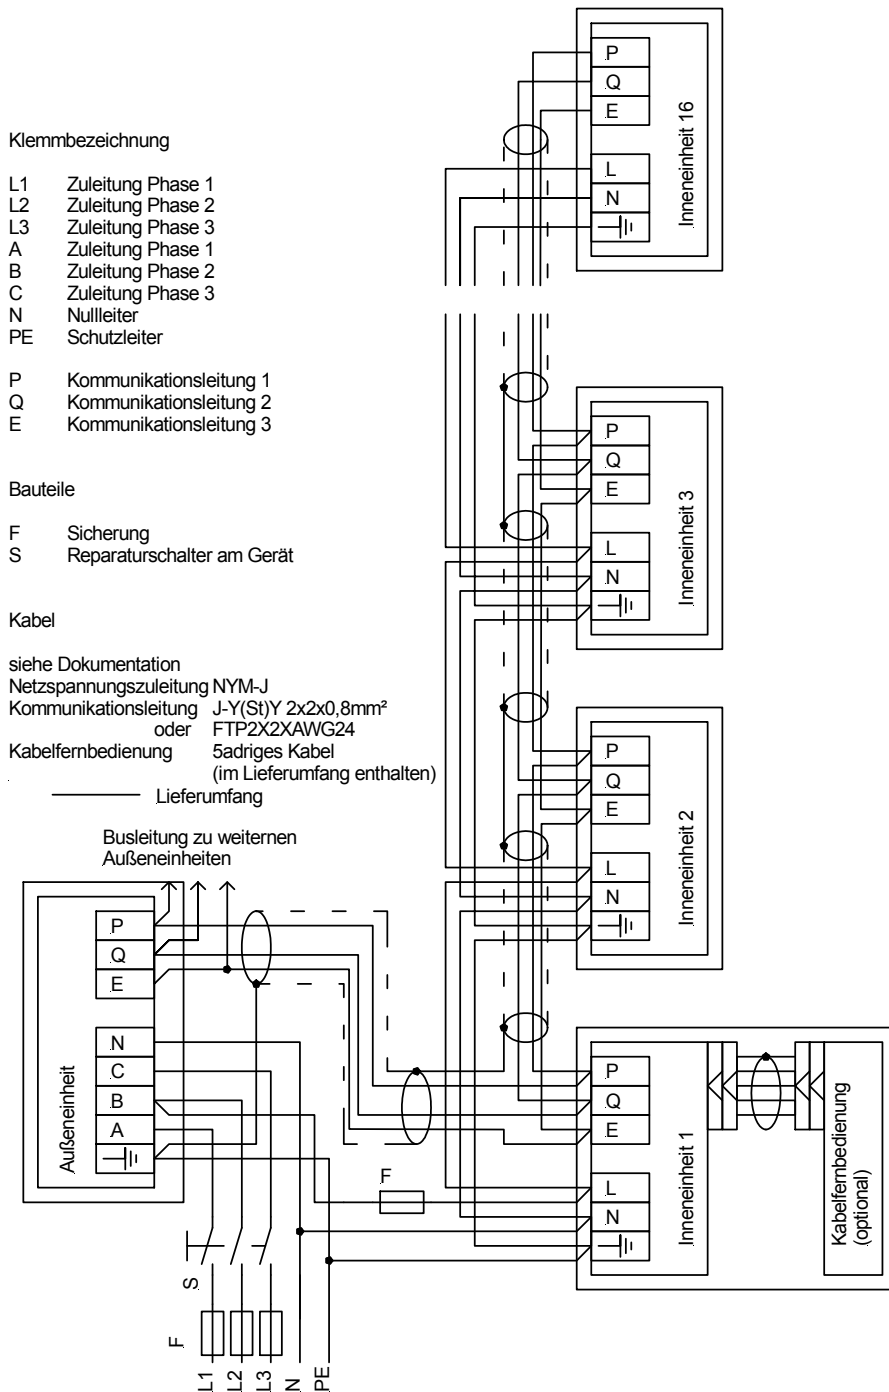 Klemmbezeichnung
L1 Zuleitung Phase 1
L2 Zuleitung Phase 2
L3 Zuleitung Phase 3
A Zuleitung Phase 1
B Zuleitung Phase 2
C Zuleitung Phase 3
N Nullleiter
PE Schutzleiter
P Kommunikationsleitung 1
Q Kommunikationsleitung 2
E Kommunikationsleitung 3
Bauteile
F Sicherung
S Reparaturschalter am Gerät
Kabel
siehe Dokumentation
Netzspannungszuleitung NYM-J
Kommunikationsleitung J-Y(St)Y 2x2x0,8mm²
oder FTP2X2XAWG24
Kabelfernbedienung 5adriges Kabel
(im Lieferumfang enthalten)
Lieferumfang
Busleitung zu weiternen
Außeneinheiten
P
Q
E
N
C
B
A
Außeneinheit
S
F
L1
L2
L3
N
PE
F
P
Q
E
L
N
Inneneinheit 16
P
Q
E
L
N
Inneneinheit 3
P
Q
E
L
N
Inneneinheit 2
P
Q
E
L
N
Inneneinheit 1
Kabelfernbedienung
(optional)